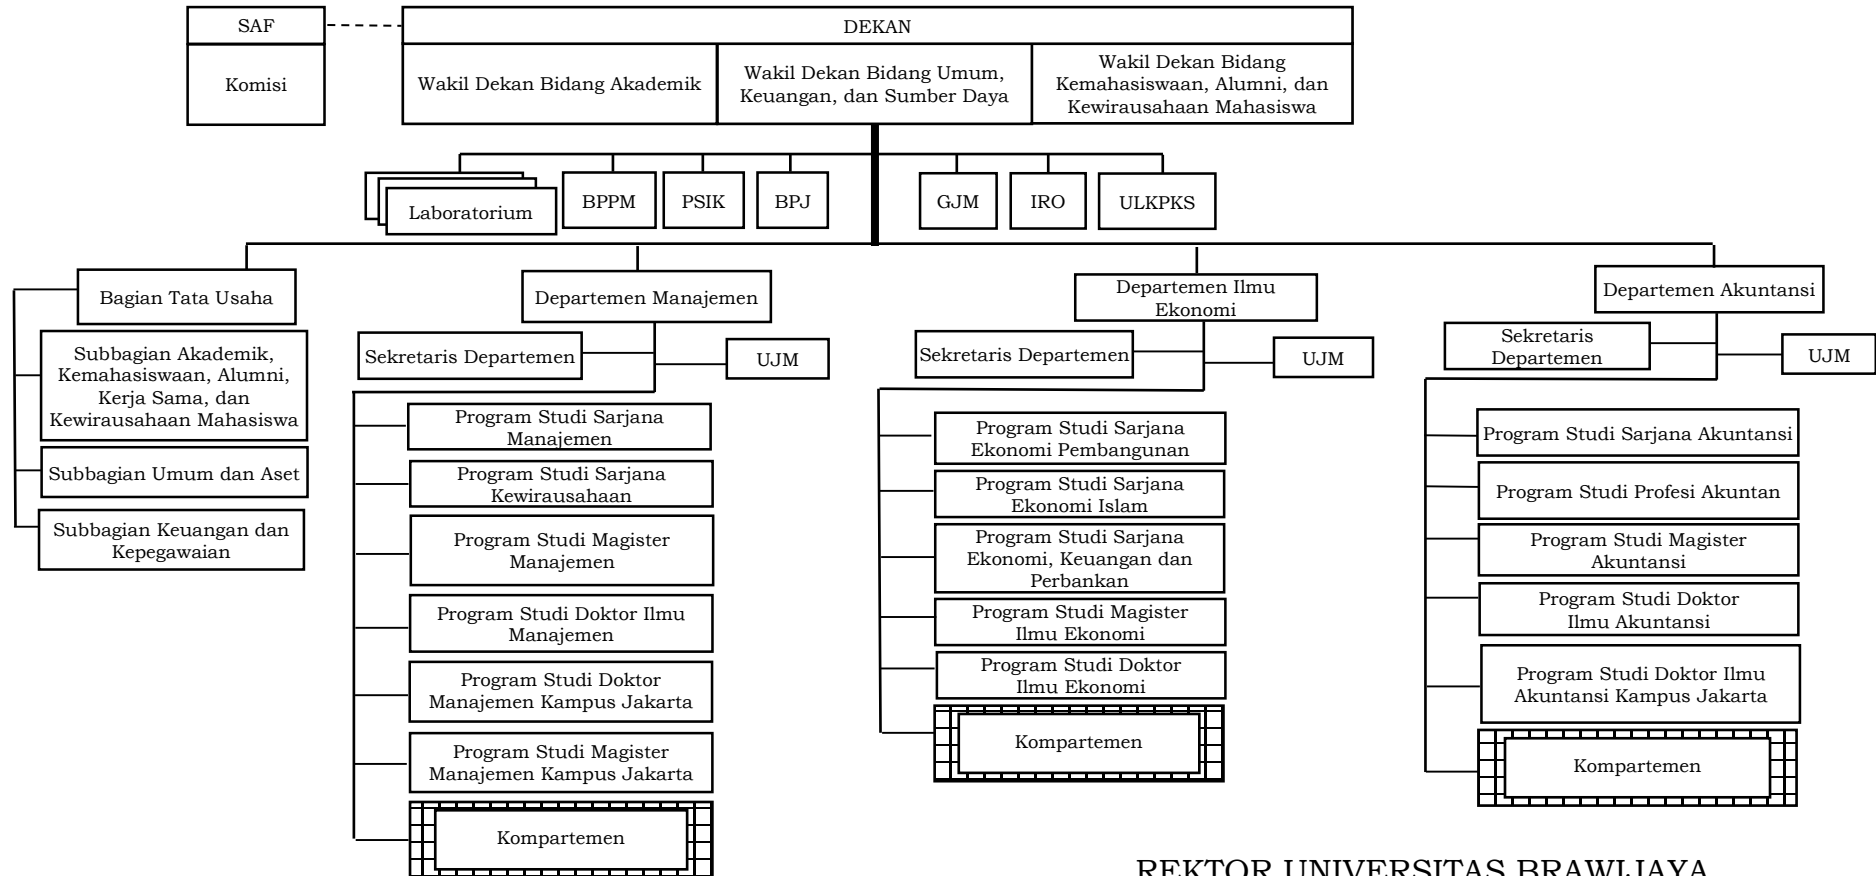 SAF
DEKAN
Komisi
Wakil Dekan Bidang Akademik
Wakil Dekan Bidang Umum,
Keuangan, dan Sumber Daya
Wakil Dekan Bidang
Kemahasiswaan, Alumni, dan
Kewirausahaan Mahasiswa
Laboratorium
BPPM
PSIK
BPJ
GJM
IRO
ULKPKS
Bagian Tata Usaha
Subbagian Akademik,
Kemahasiswaan, Alumni,
Kerja Sama, dan
Kewirausahaan Mahasiswa
Subbagian Umum dan Aset
Subbagian Keuangan dan
Kepegawaian
Departemen Manajemen
Sekretaris Departemen
UJM
Program Studi Sarjana
Manajemen
Program Studi Sarjana
Kewirausahaan
Program Studi Magister
Manajemen
Program Studi Doktor Ilmu
Manajemen
Program Studi Doktor
Manajemen Kampus Jakarta
Program Studi Magister
Manajemen Kampus Jakarta
Kompartemen
Departemen Ilmu
Ekonomi
Sekretaris Departemen
UJM
Program Studi Sarjana
Ekonomi Pembangunan
Program Studi Sarjana
Ekonomi Islam
Program Studi Sarjana
Ekonomi, Keuangan dan
Perbankan
Program Studi Magister
Ilmu Ekonomi
Program Studi Doktor
Ilmu Ekonomi
Kompartemen
Departemen Akuntansi
Sekretaris
Departemen
UJM
Program Studi Sarjana Akuntansi
Program Studi Profesi Akuntan
Program Studi Magister
Akuntansi
Program Studi Doktor
Ilmu Akuntansi
Program Studi Doktor Ilmu
Akuntansi Kampus Jakarta
Kompartemen
REKTOR UNIVERSITAS BRAWIJAYA